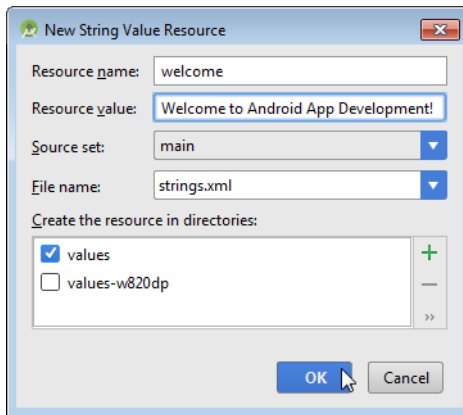 New String Value Resource
Resource name: welcome
Resource value: Welcome to Android App Development!
Source set: main
File name: strings.xml
Create the resource in directories:
values
values-w820dp
OK Cancel